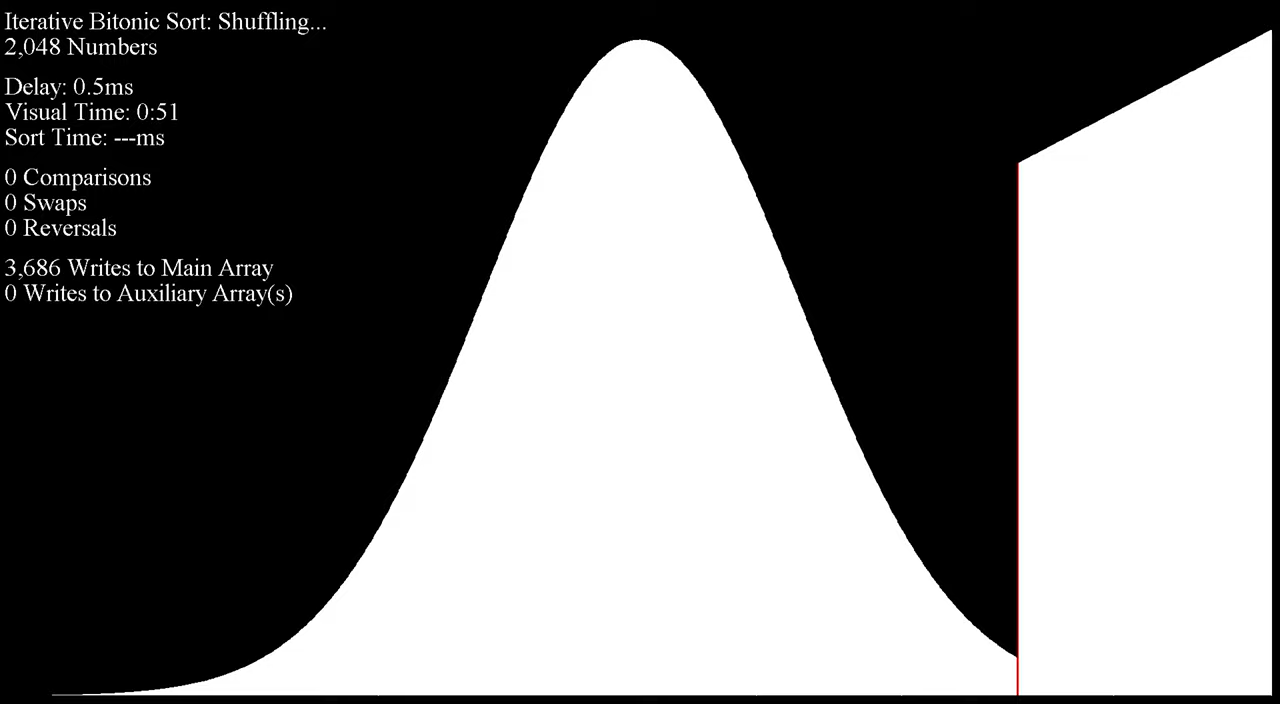 Iterative Bitonic Sort: Shuffling...
2,048 Numbers
Delay: 0.5ms
Visual Time: 0:51
Sort Time: ---ms
0 Comparisons
0 Swaps
0 Reversals
3,686 Writes to Main Array
0 Writes to Auxiliary Array(s)